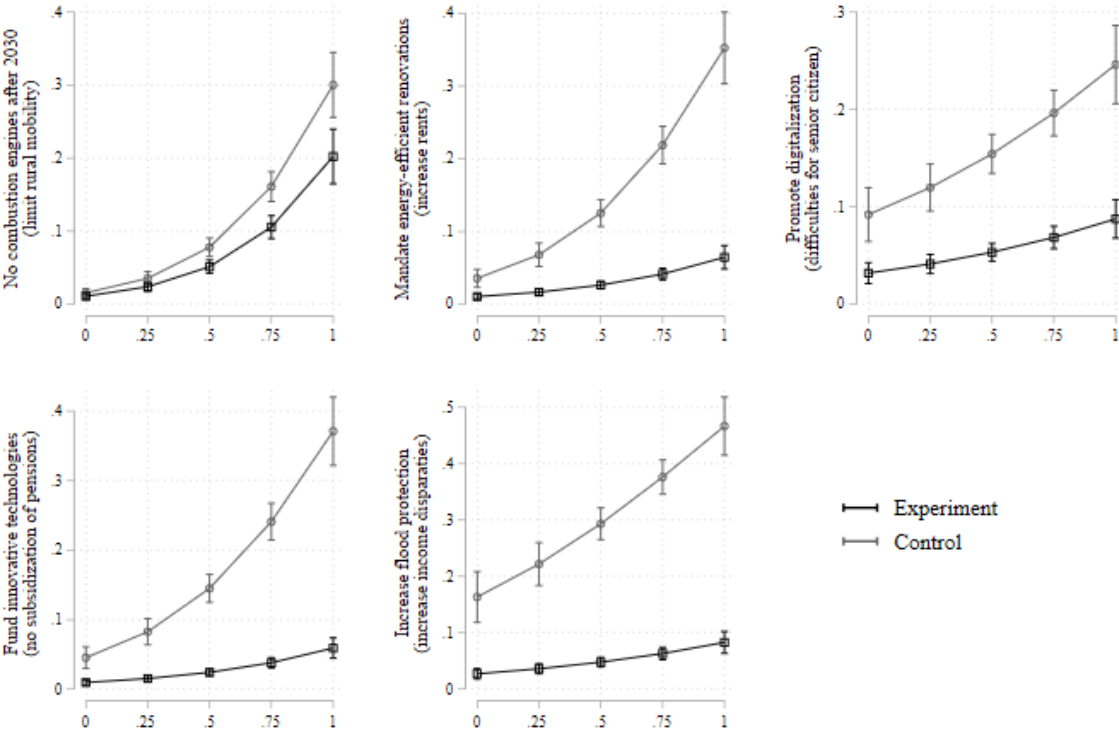 No combustion engines after 2030
(limit rural mobility)
.4
.3
.2
.1
0
0 .25 .5 .75 1
Mandate energy-efficient renovations
(increase rents)
.4
.3
.2
.1
0
0 .25 .5 .75 1
Promote digitalization
(difficulties for senior citizen)
.3
.2
.1
0
0 .25 .5 .75 1
Fund innovative technologies
(no subsidization of pensions)
.4
.3
.2
.1
0
0 .25 .5 .75 1
Increase flood protection
(increase income disparaties)
.5
.4
.3
.2
.1
0
0 .25 .5 .75 1
Experiment
Control